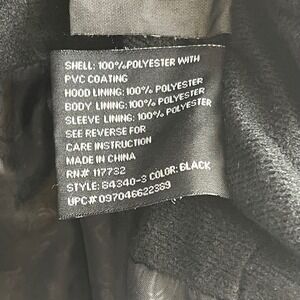 SHELL: 100% POLYESTER WITH
PVC COATING
HOOD LINING: 100% POLYESTER
BODY LINING: 100% POLYESTER
SLEEVE LINING: 100% POLYESTER
SEE REVERSE FOR
CARE INSTRUCTION
MADE IN CHINA
RN# 117732
STYLE: 84340-3 COLOR: BLACK
UPC# 097046622389